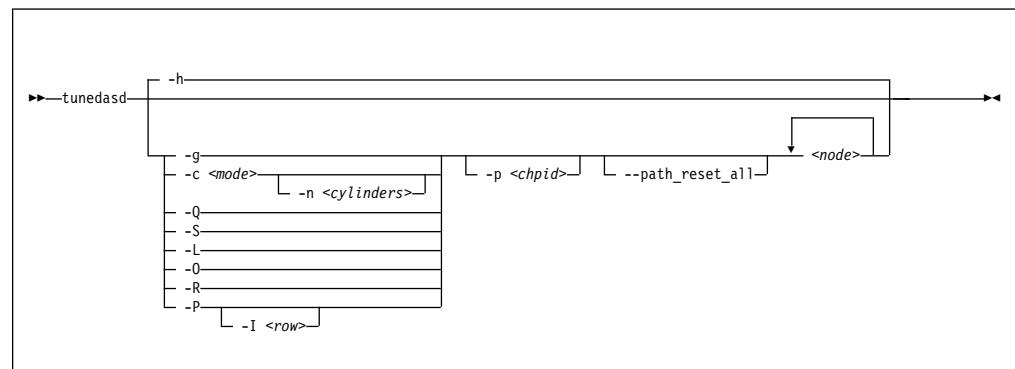 -h
tunedasd
-g -p <chpid> --path_reset_all <node>
-c <mode>
-n <cylinders>
-Q
-S
-L
-O
-R
-P
-I <row>